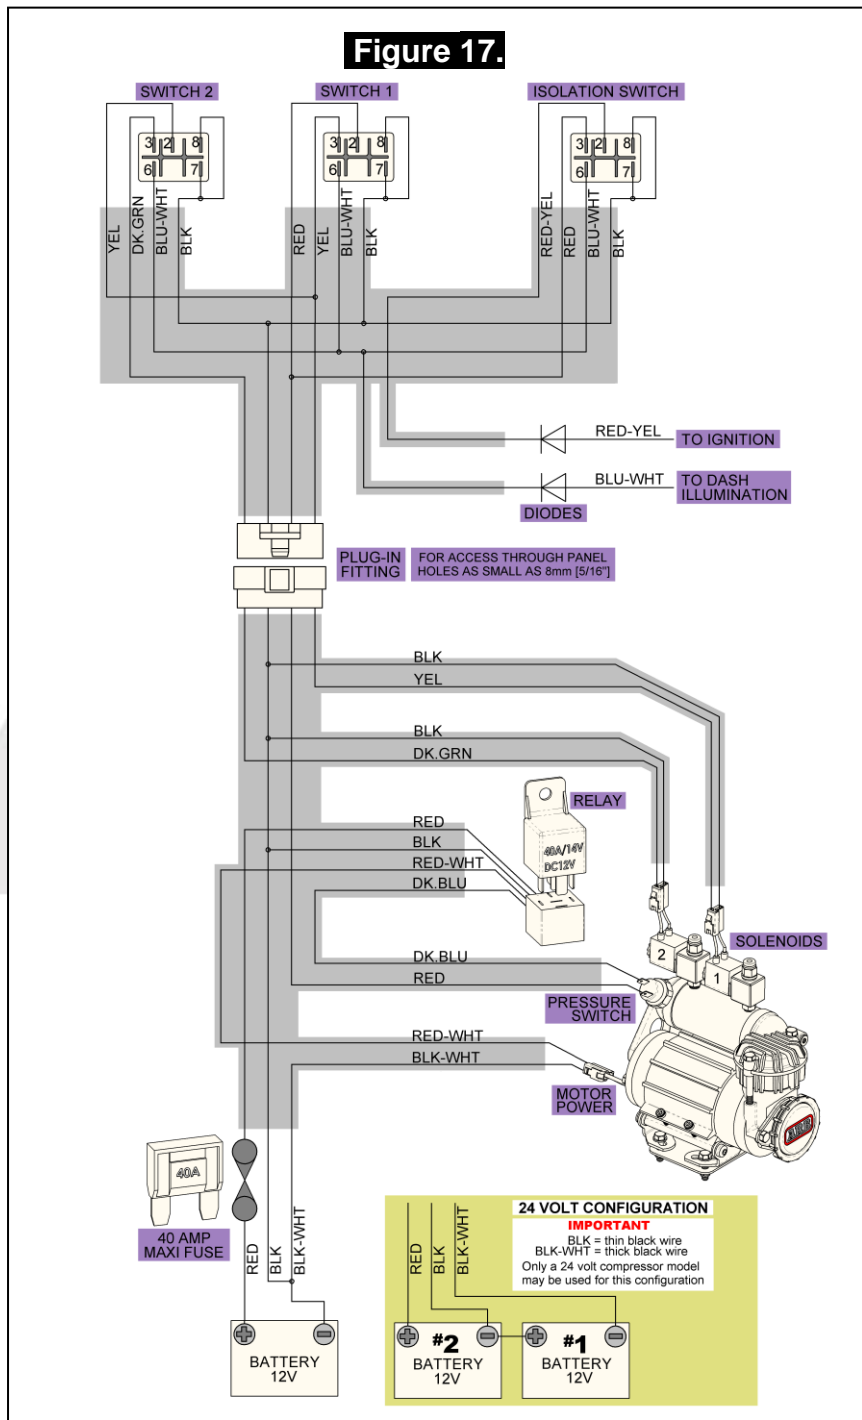 Figure 17.
SWITCH 2
SWITCH 1
ISOLATION SWITCH
3 2 8
6 7
3 2 8
6 7
3 2 8
6 7
YEL
DK.GRN
BLU-WHT
BLK
RED
YEL
BLU-WHT
BLK
RED-YEL
RED
BLU-WHT
BLK
RED-YEL
TO IGNITION
BLU-WHT
TO DASH
ILLUMINATION
DIODES
PLUG-IN
FITTING
FOR ACCESS THROUGH PANEL
HOLES AS SMALL AS 8mm [5/16"]
BLK
YEL
BLK
DK.GRN
RELAY
40A/14V
DC12V
RED
BLK
RED-WHT
DK.BLU
SOLENOIDS
2
1
DK.BLU
RED
PRESSURE
SWITCH
RED-WHT
BLK-WHT
MOTOR
POWER
ARB
40A
40 AMP
MAXI FUSE
RED
BLK
BLK-WHT
BATTERY
12V
24 VOLT CONFIGURATION
IMPORTANT
BLK = thin black wire
BLK-WHT = thick black wire
Only a 24 volt compressor model
may be used for this configuration
RED
BLK
BLK-WHT
#2
BATTERY
12V
#1
BATTERY
12V